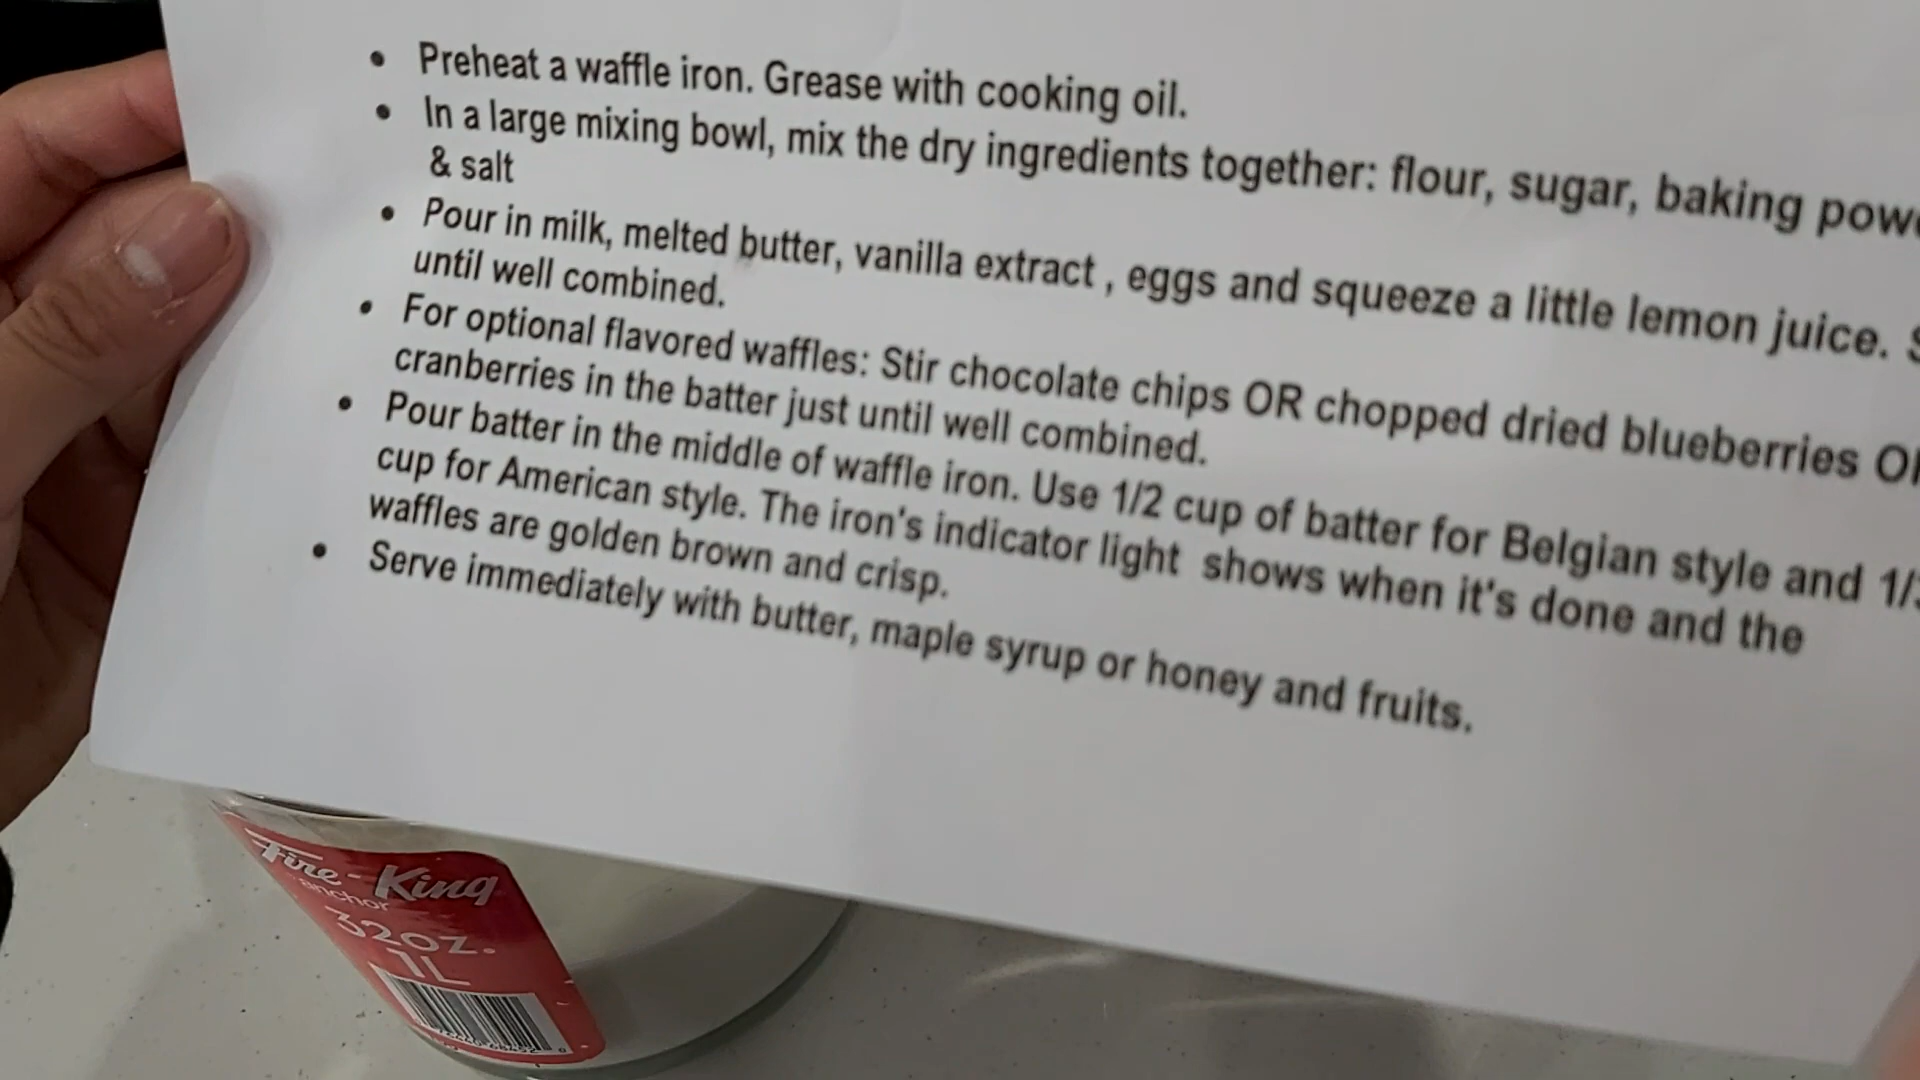 • Preheat a waffle iron. Grease with cooking oil.
• In a large mixing bowl, mix the dry ingredients together: flour, sugar, baking
& salt
• Pour in milk, melted butter, vanilla extract , eggs and squeeze a little lemon juice.
until well combined.
• For optional flavored waffles: Stir chocolate chips OR chopped dried blueberries
cranberries in the batter just until well combined.
• Pour batter in the middle of waffle iron. Use 1/2 cup of batter for Belgian style and
cup for American style. The iron's indicator light shows when it's done and the
waffles are golden brown and crisp.
• Serve immediately with butter, maple syrup or honey and fruits.
Fire-King
anchor
32oz.
1L